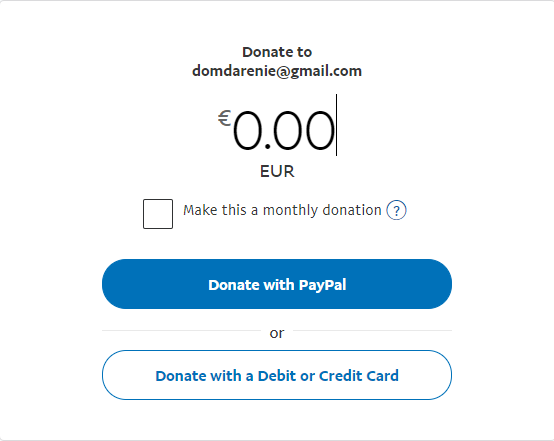 Donate to
domdarenie@gmail.com
€0.00
EUR
Make this a monthly donation ?
Donate with PayPal
or
Donate with a Debit or Credit Card